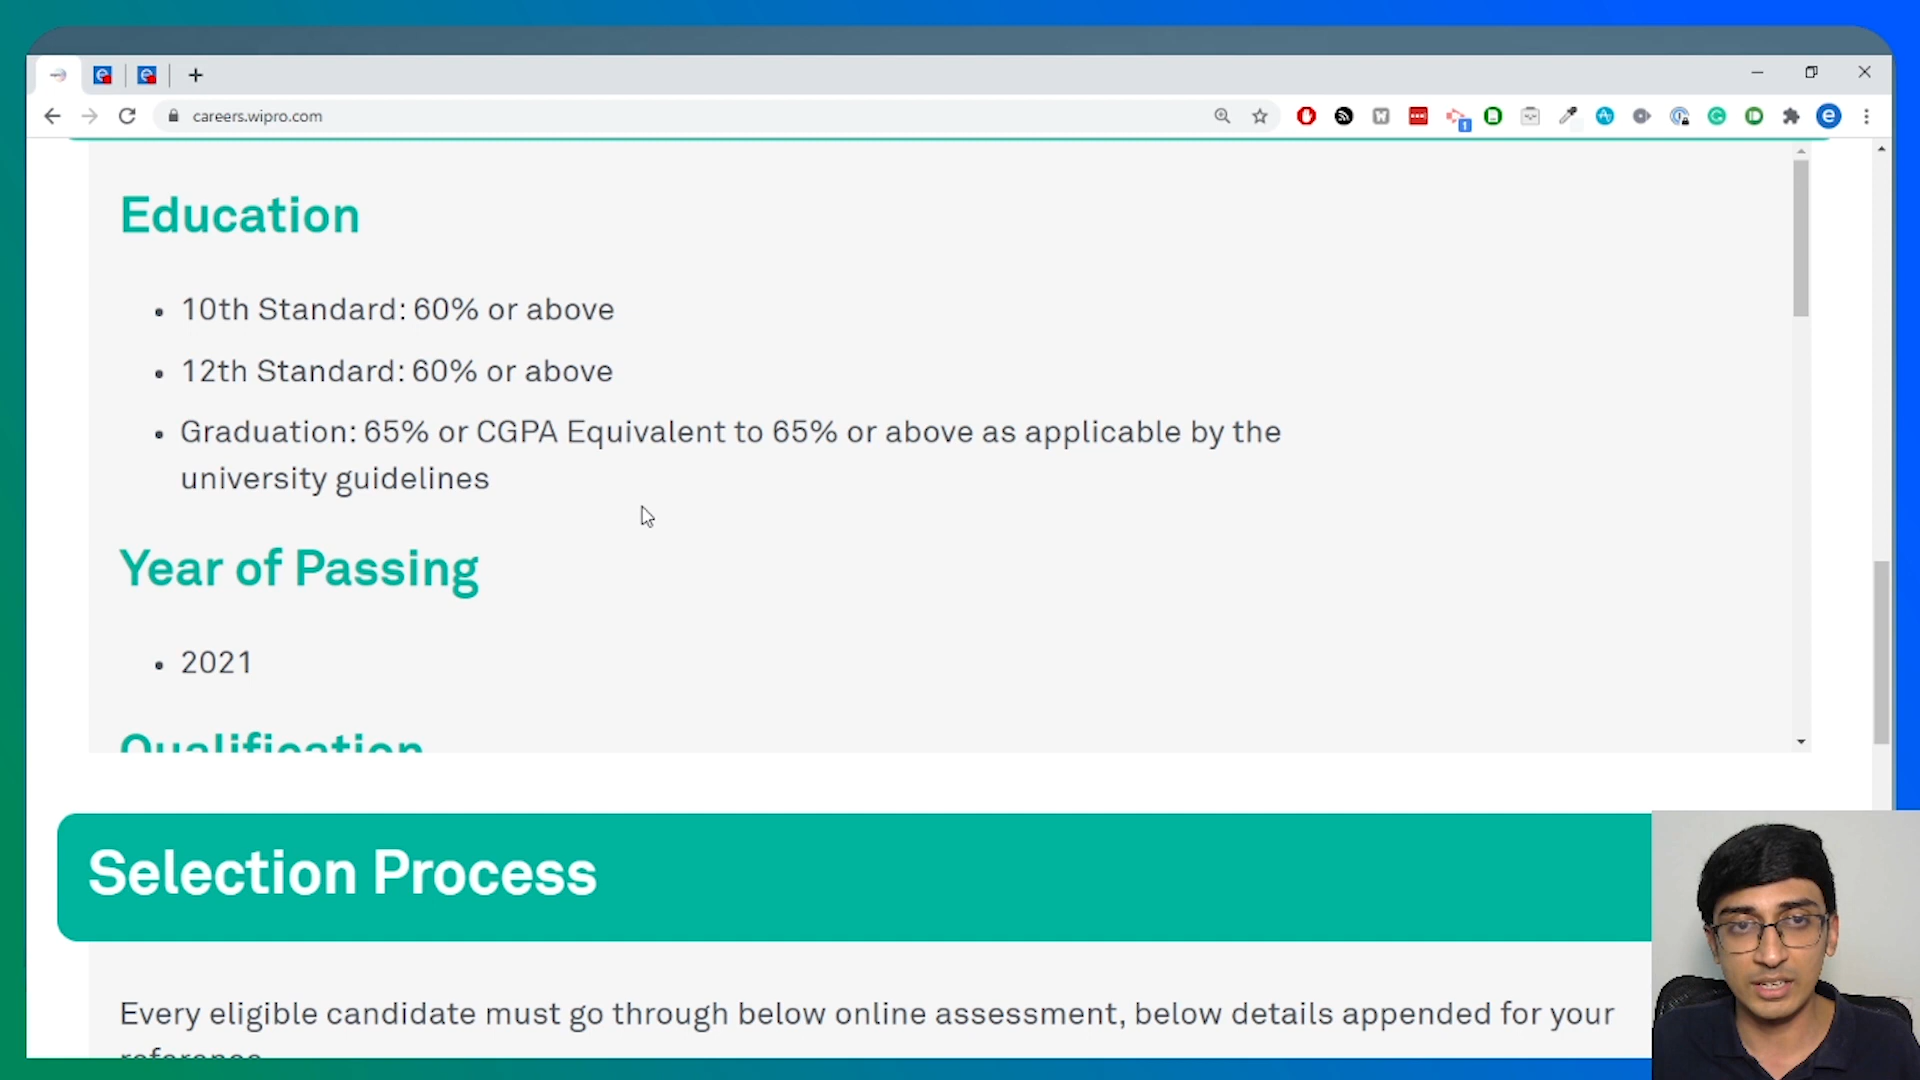 careers.wipro.com
Education
• 10th Standard: 60% or above
• 12th Standard: 60% or above
• Graduation: 65% or CGPA Equivalent to 65% or above as applicable by the
university guidelines
Year of Passing
• 2021
Qualification
Selection Process
Every eligible candidate must go through below online assessment, below details appended for your
reference